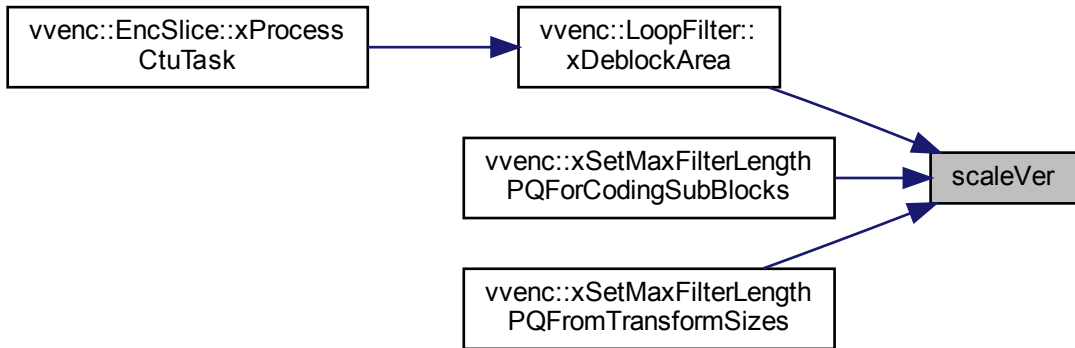 vvenc::EncSlice::xProcess
CtuTask
vvenc::LoopFilter::
xDeblockArea
vvenc::xSetMaxFilterLength
PQForCodingSubBlocks
scaleVer
vvenc::xSetMaxFilterLength
PQFromTransformSizes